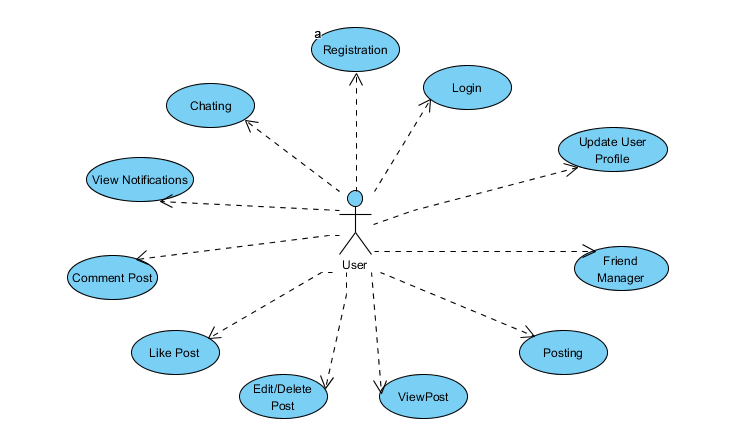 a
Registration
Login
Chating
Update User
Profile
View Notifications
User
Friend
Manager
Comment Post
Like Post
Posting
Edit/Delete
Post
ViewPost